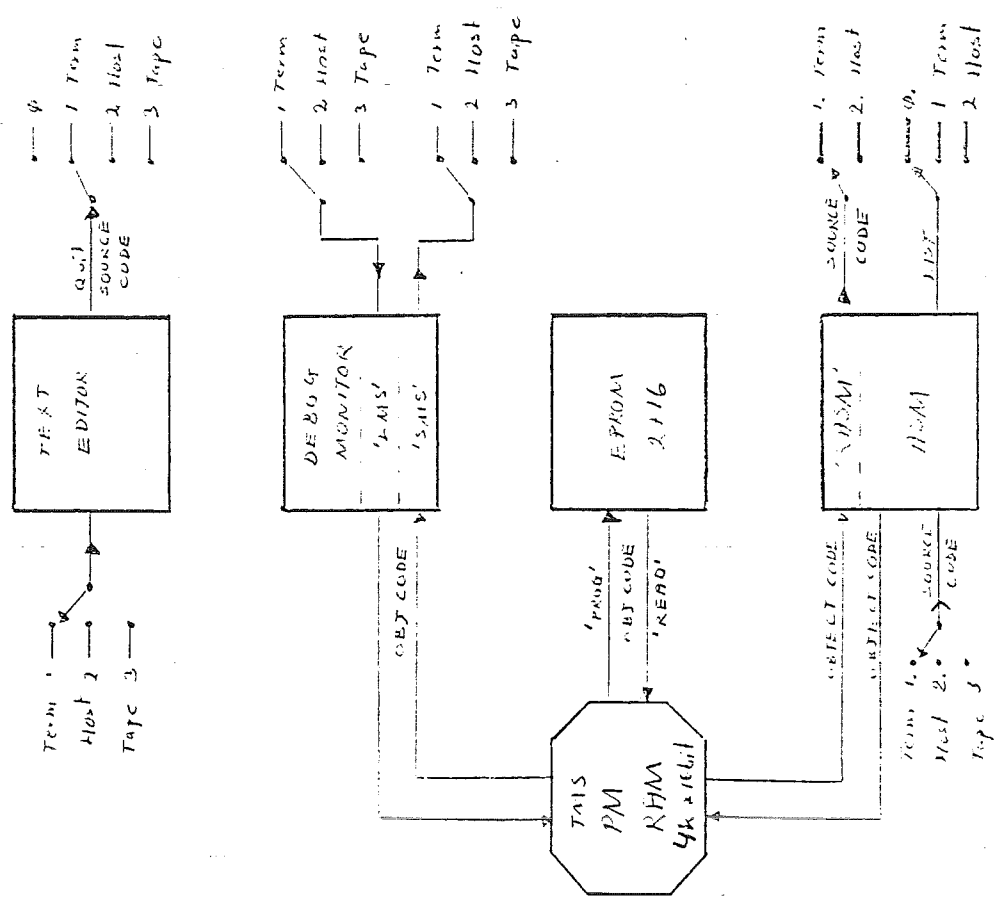 Term 1
Host 2
Tape 3
TEXT
EDITOR
QUIT
SOURCE
CODE
φ
1 Term
2 Host
3 Tape
DEBUG
MONITOR
'LMS'
'SMS'
1 Term
2 Host
3 Tape
1 Term
2 Host
3 Tape
OBJ CODE
EPROM
2716
'PROG'
OBJ CODE
'READ'
TMS
PM
RAM
4k x 16bit
'XASM'
ASM
SOURCE
CODE
1. Term
2. Host
LIST
φ.
1 Term
2 Host
OBJECT CODE
OBJECT CODE
SOURCE
CODE
Term 1.
Host 2.
Tape 3